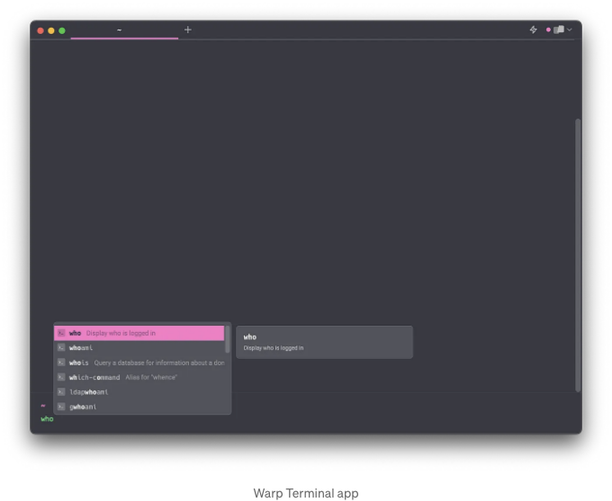 ~
who Display who is logged in
whoami
whois Query a database for information about a dom
which-command Alias for "whence"
ldapwhoami
gwhoami
who
Display who is logged in
~
who
Warp Terminal app